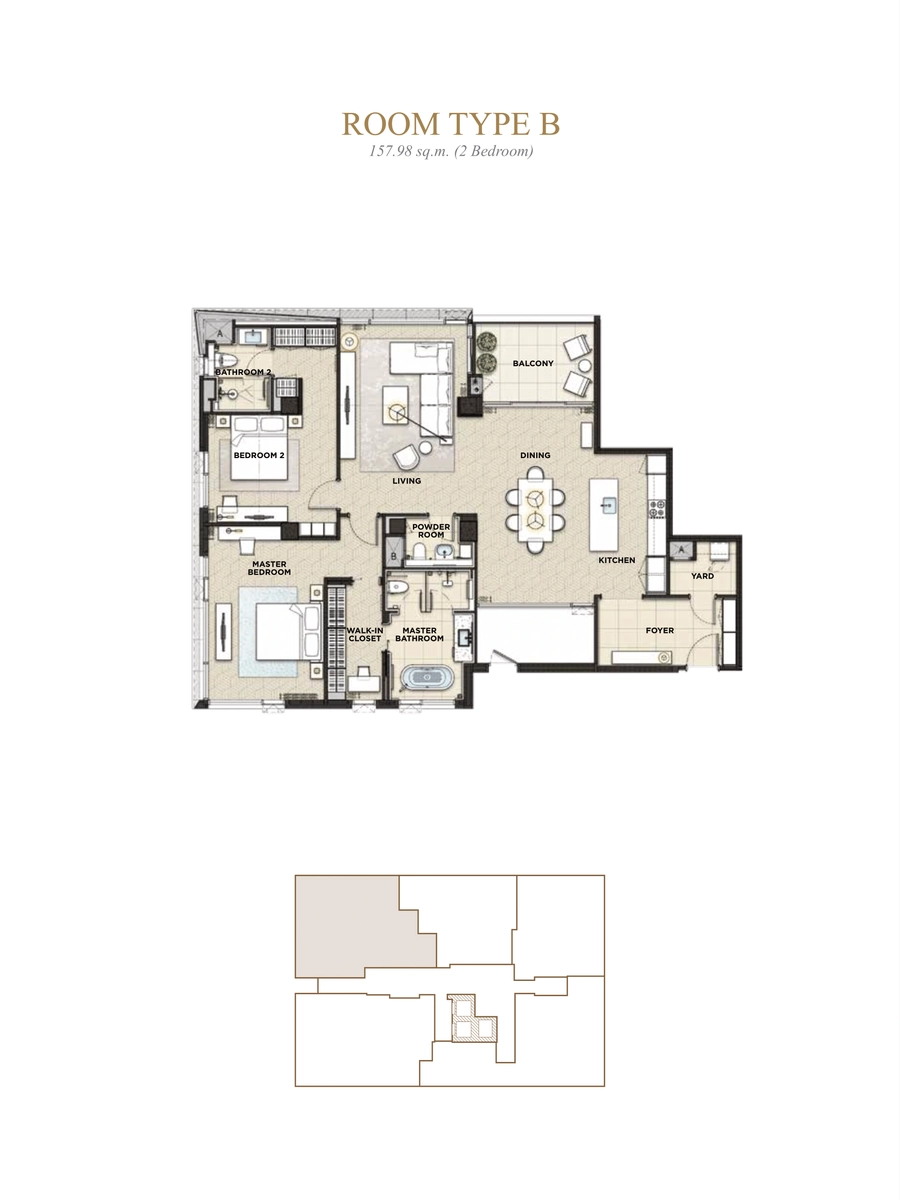 ROOM TYPE B
157.98 sq.m. (2 Bedroom)
A
BATHROOM 2
BALCONY
BEDROOM 2
DINING
LIVING
POWDER
ROOM
B
A
KITCHEN
MASTER
BEDROOM
YARD
WALK-IN
CLOSET
MASTER
BATHROOM
FOYER